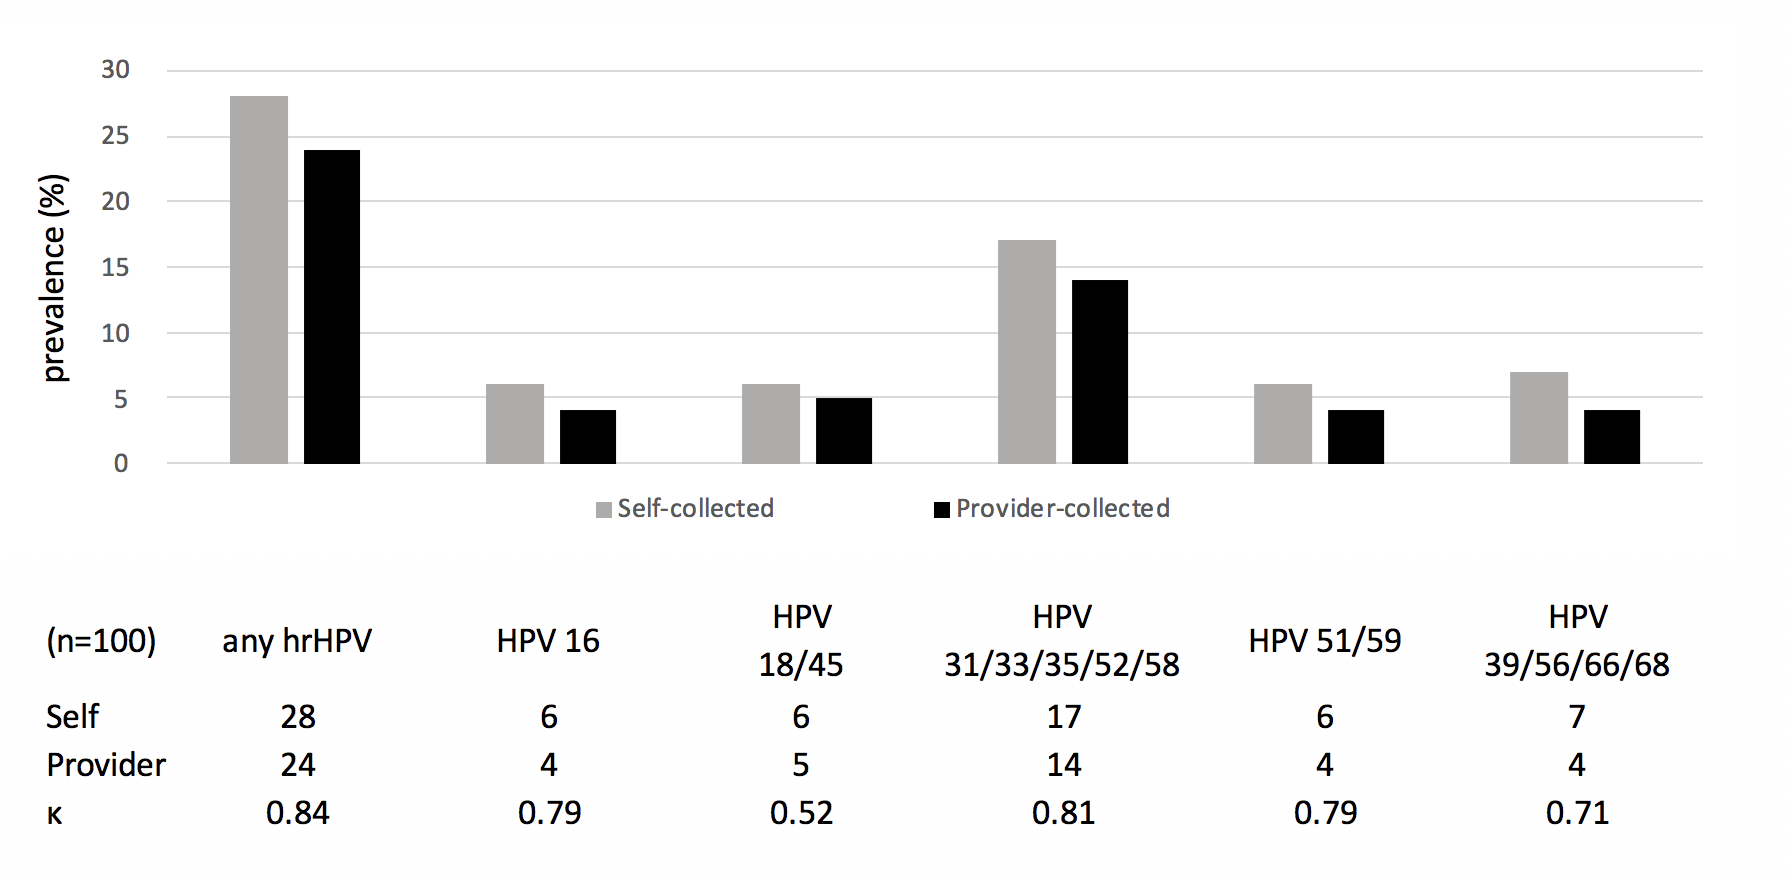 30
25
20
15
10
5
0
prevalence (%)
Self-collected Provider-collected
(n=100) any hrHPV HPV 16 HPV 18/45 HPV 31/33/35/52/58 HPV 51/59 HPV 39/56/66/68
Self 28 6 6 17 6 7
Provider 24 4 5 14 4 4
κ 0.84 0.79 0.52 0.81 0.79 0.71